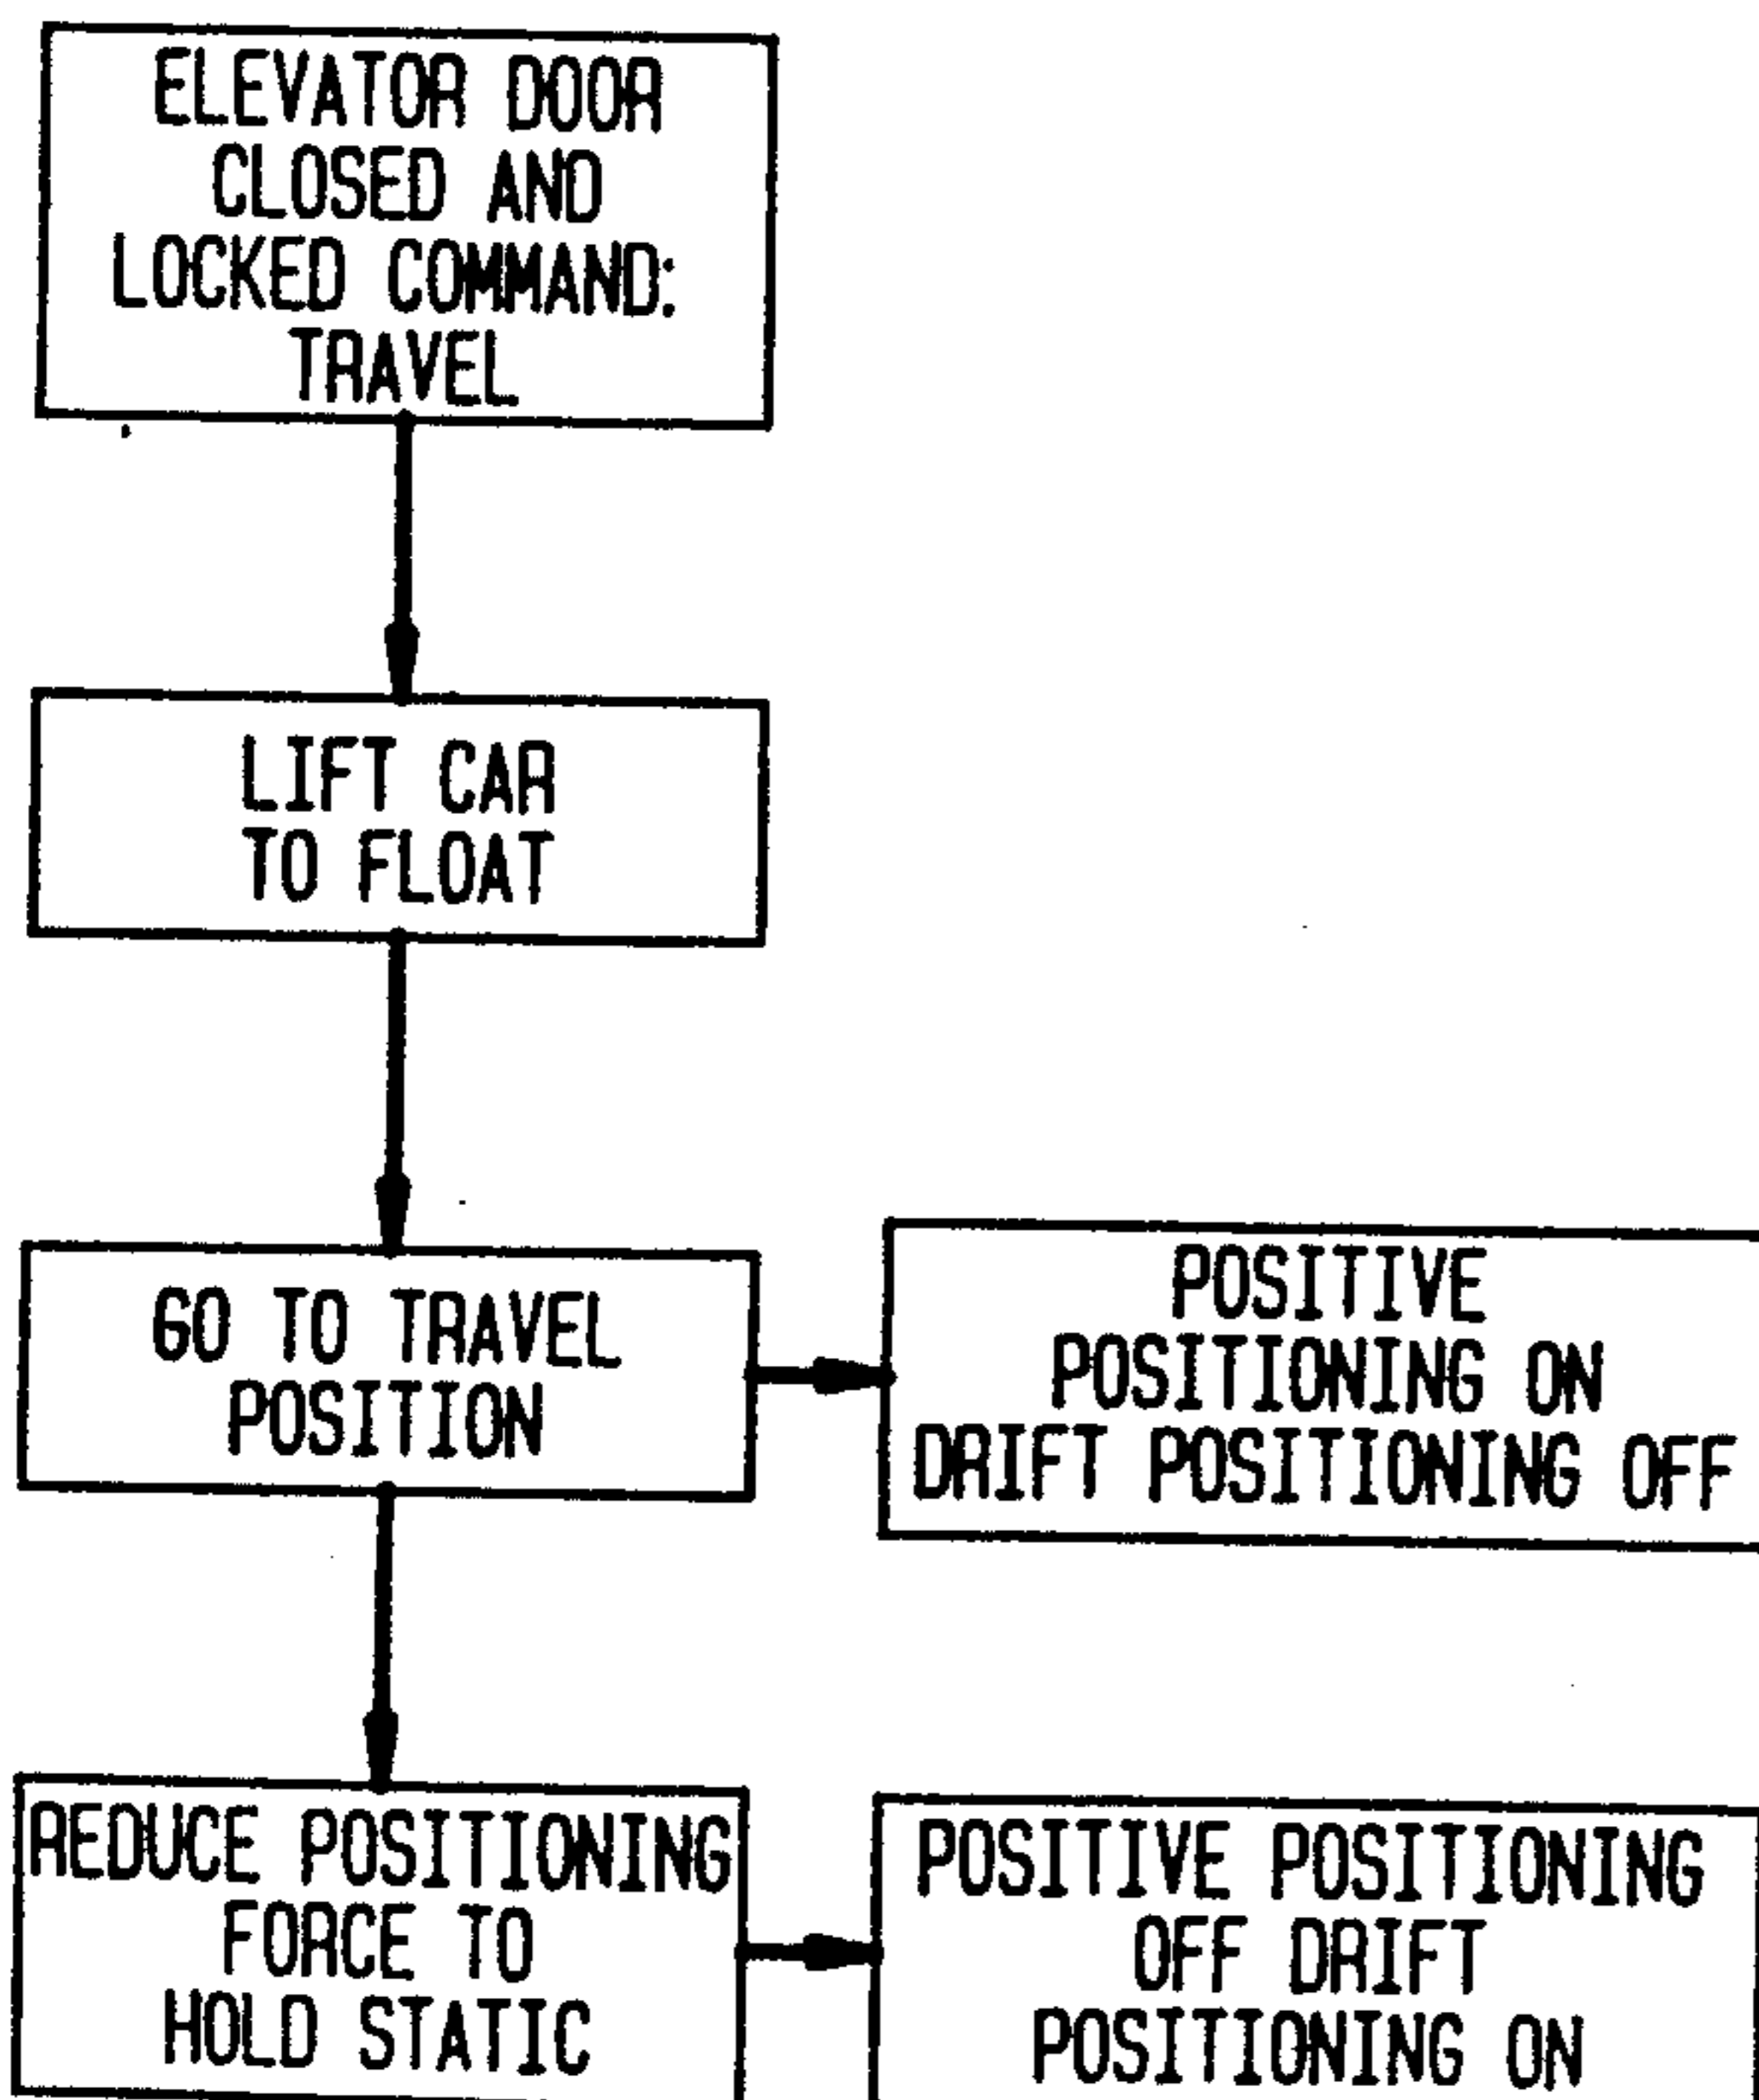 ELEVATOR DOOR
CLOSED AND
LOCKED COMMAND:
TRAVEL
LIFT CAR
TO FLOAT
GO TO TRAVEL
POSITION
POSITIVE
POSITIONING ON
DRIFT POSITIONING OFF
REDUCE POSITIONING
FORCE TO
HOLD STATIC
POSITIVE POSITIONING
OFF DRIFT
POSITIONING ON